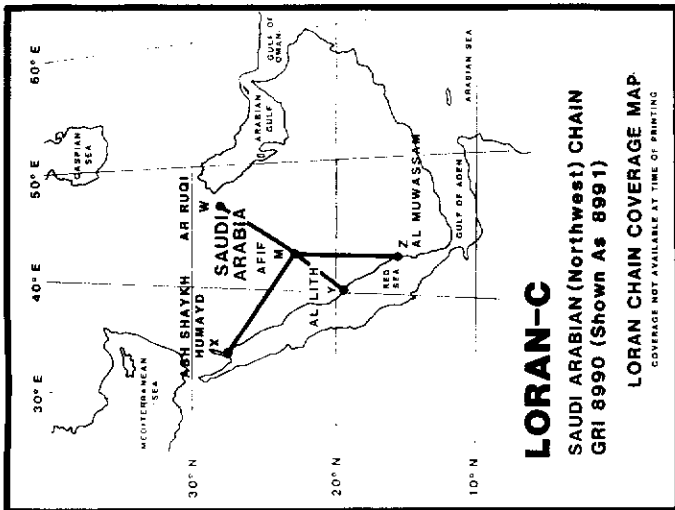 30° E
40° E
50° E
60° E
CASPIAN
SEA
MEDITERRANEAN
SEA
ASH SHAYKH
HUMAYD
AR RUQI
30° N
X
W
SAUDI
ARABIA
AFIF
M
ARABIAN
GULF
GULF OF
OMAN
AL LITH
Y
20° N
RED
SEA
Z
AL MUWASSAM
GULF OF ADEN
ARABIAN SEA
10° N
LORAN-C
SAUDI ARABIAN (Northwest) CHAIN
GRI 8990 (Shown As 8991)
LORAN CHAIN COVERAGE MAP
COVERAGE NOT AVAILABLE AT TIME OF PRINTING